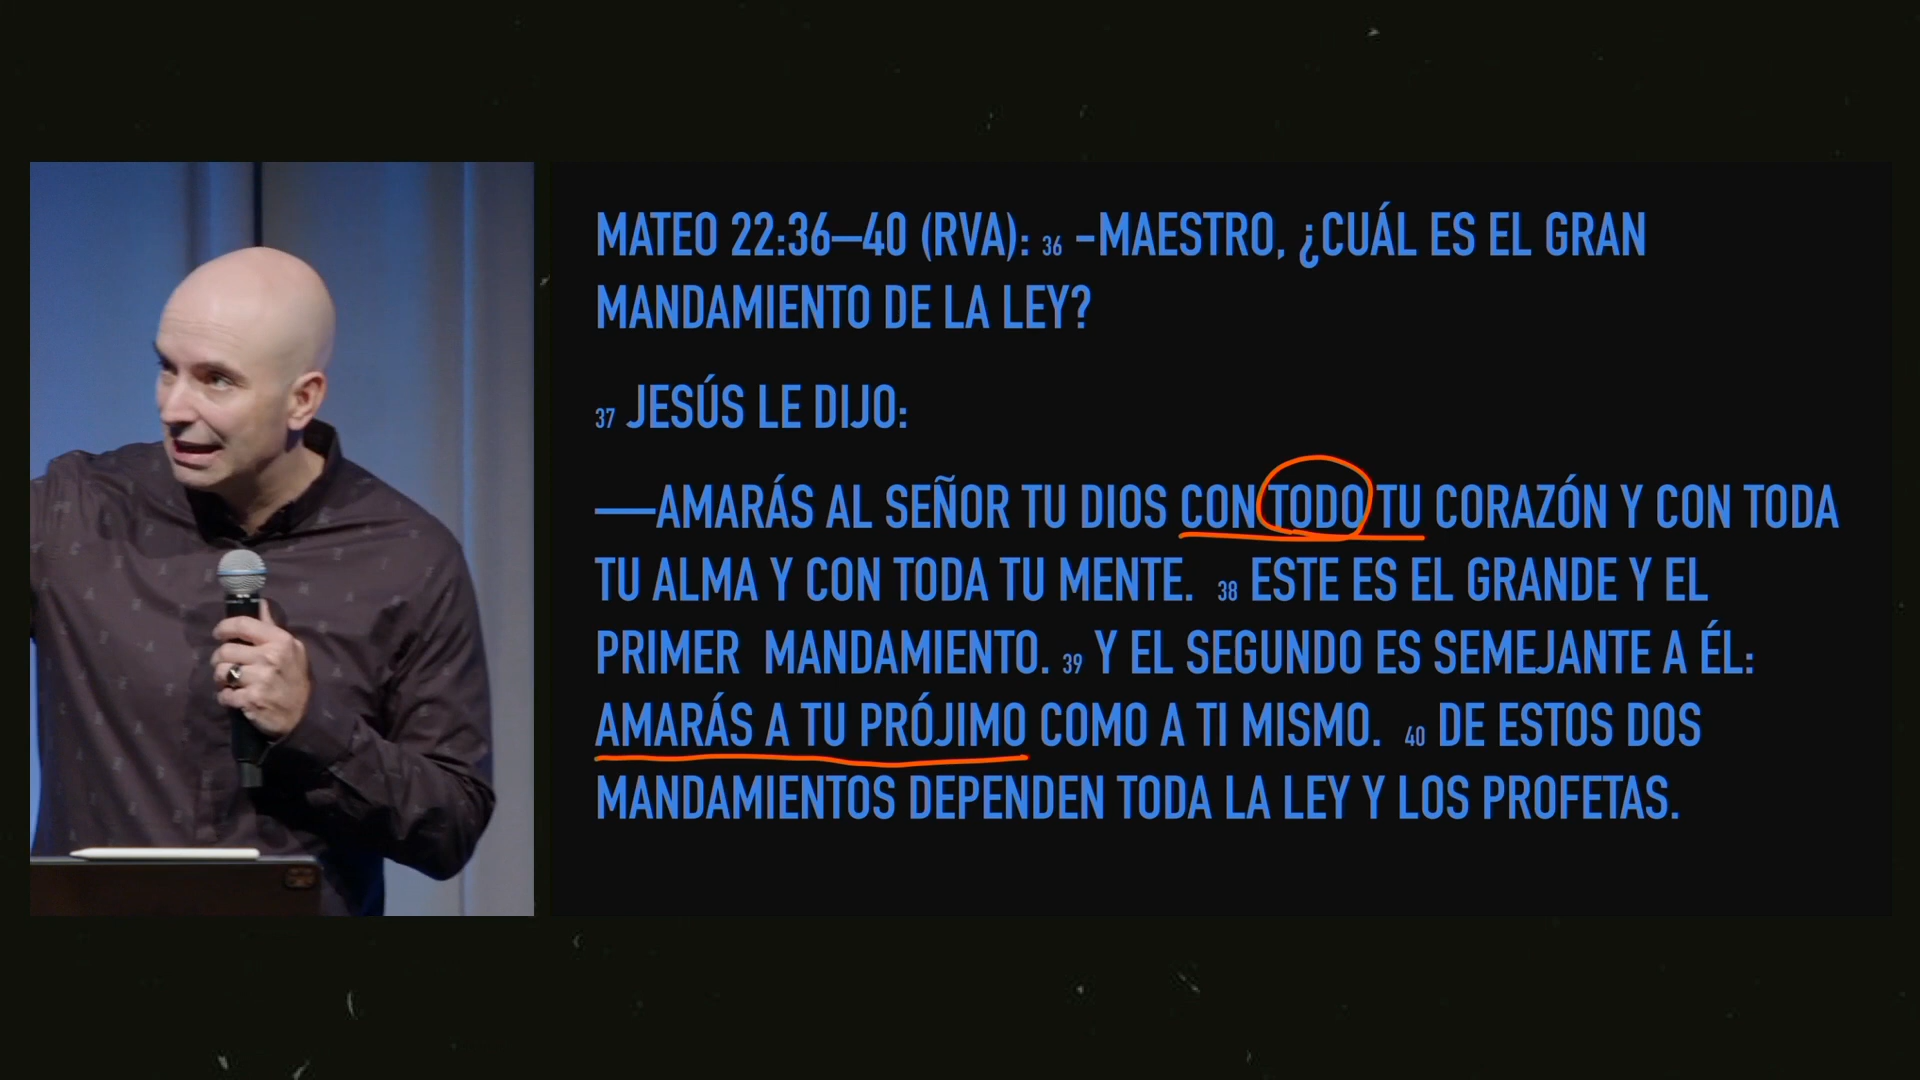 MATEO 22:36–40 (RVA): 36 -MAESTRO, ¿CUÁL ES EL GRAN
MANDAMIENTO DE LA LEY?
37 JESÚS LE DIJO:
—AMARÁS AL SEÑOR TU DIOS CON TODO TU CORAZÓN Y CON TODA
TU ALMA Y CON TODA TU MENTE. 38 ESTE ES EL GRANDE Y EL
PRIMER MANDAMIENTO. 39 Y EL SEGUNDO ES SEMEJANTE A ÉL:
AMARÁS A TU PRÓJIMO COMO A TI MISMO. 40 DE ESTOS DOS
MANDAMIENTOS DEPENDEN TODA LA LEY Y LOS PROFETAS.